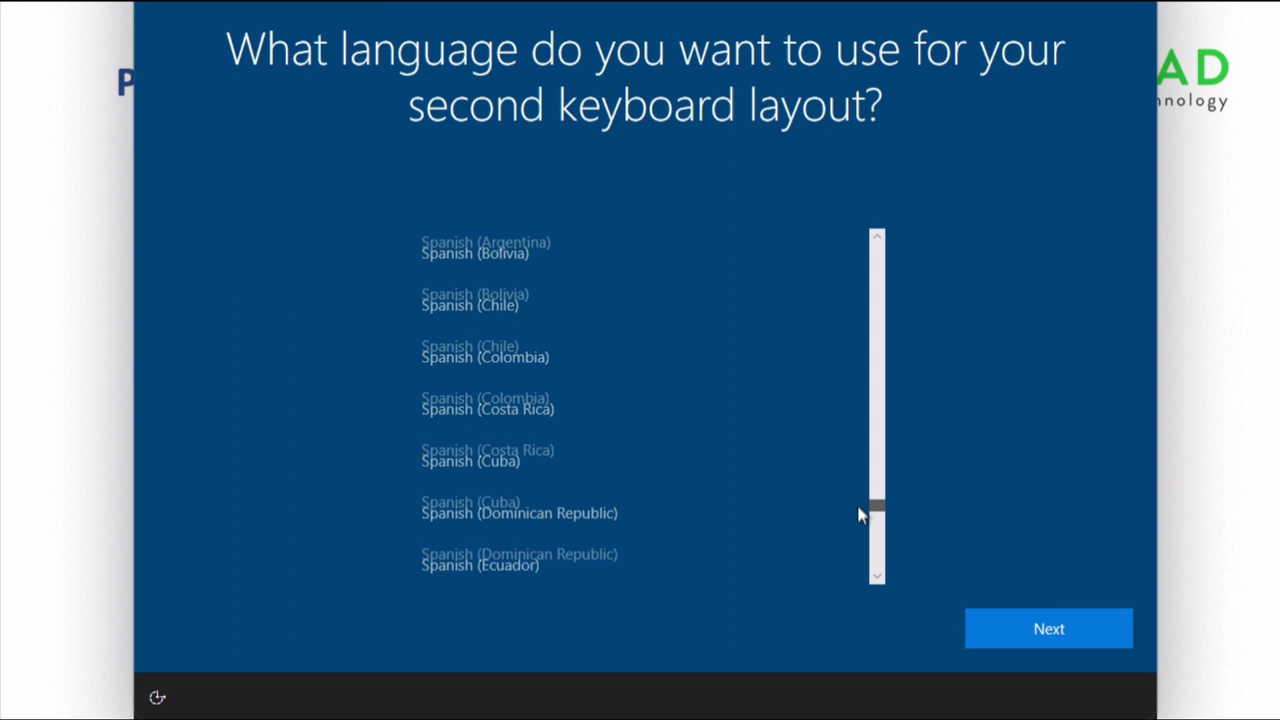 What language do you want to use for your
second keyboard layout?
P
AD
nology
Spanish (Argentina)
Spanish (Bolivia)
Spanish (Bolivia)
Spanish (Chile)
Spanish (Chile)
Spanish (Colombia)
Spanish (Colombia)
Spanish (Costa Rica)
Spanish (Costa Rica)
Spanish (Cuba)
Spanish (Cuba)
Spanish (Dominican Republic)
Spanish (Dominican Republic)
Spanish (Ecuador)
Next